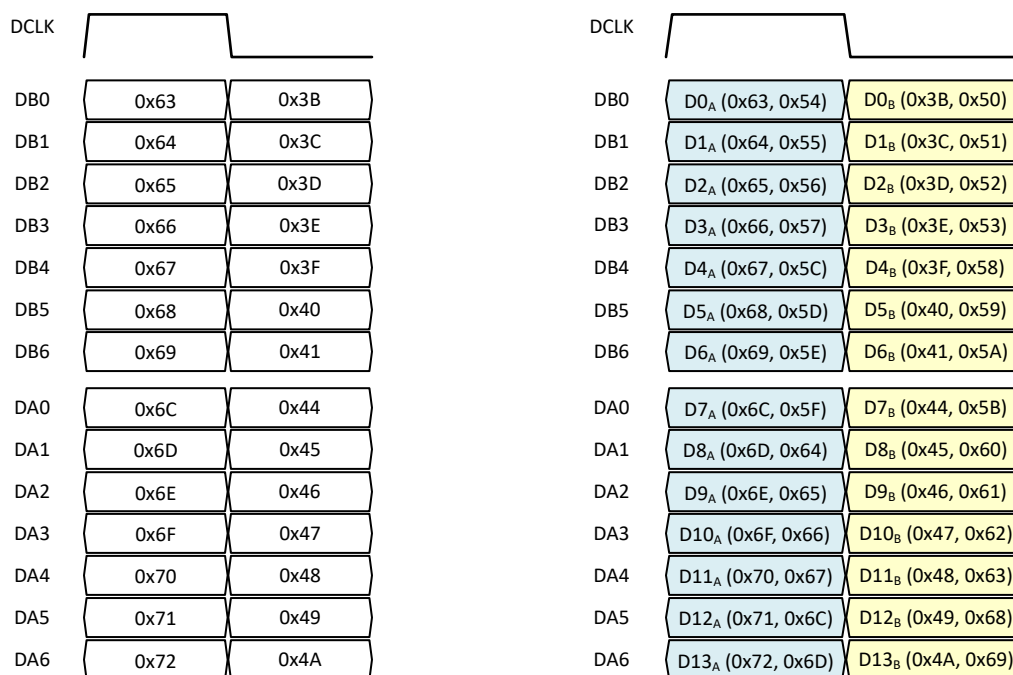 DCLK DCLK
DB0 0x63 0x3B DB0 D0A (0x63, 0x54) D0B (0x3B, 0x50)
DB1 0x64 0x3C DB1 D1A (0x64, 0x55) D1B (0x3C, 0x51)
DB2 0x65 0x3D DB2 D2A (0x65, 0x56) D2B (0x3D, 0x52)
DB3 0x66 0x3E DB3 D3A (0x66, 0x57) D3B (0x3E, 0x53)
DB4 0x67 0x3F DB4 D4A (0x67, 0x5C) D4B (0x3F, 0x58)
DB5 0x68 0x40 DB5 D5A (0x68, 0x5D) D5B (0x40, 0x59)
DB6 0x69 0x41 DB6 D6A (0x69, 0x5E) D6B (0x41, 0x5A)
DA0 0x6C 0x44 DA0 D7A (0x6C, 0x5F) D7B (0x44, 0x5B)
DA1 0x6D 0x45 DA1 D8A (0x6D, 0x64) D8B (0x45, 0x60)
DA2 0x6E 0x46 DA2 D9A (0x6E, 0x65) D9B (0x46, 0x61)
DA3 0x6F 0x47 DA3 D10A (0x6F, 0x66) D10B (0x47, 0x62)
DA4 0x70 0x48 DA4 D11A (0x70, 0x67) D11B (0x48, 0x63)
DA5 0x71 0x49 DA5 D12A (0x71, 0x6C) D12B (0x49, 0x68)
DA6 0x72 0x4A DA6 D13A (0x72, 0x6D) D13B (0x4A, 0x69)